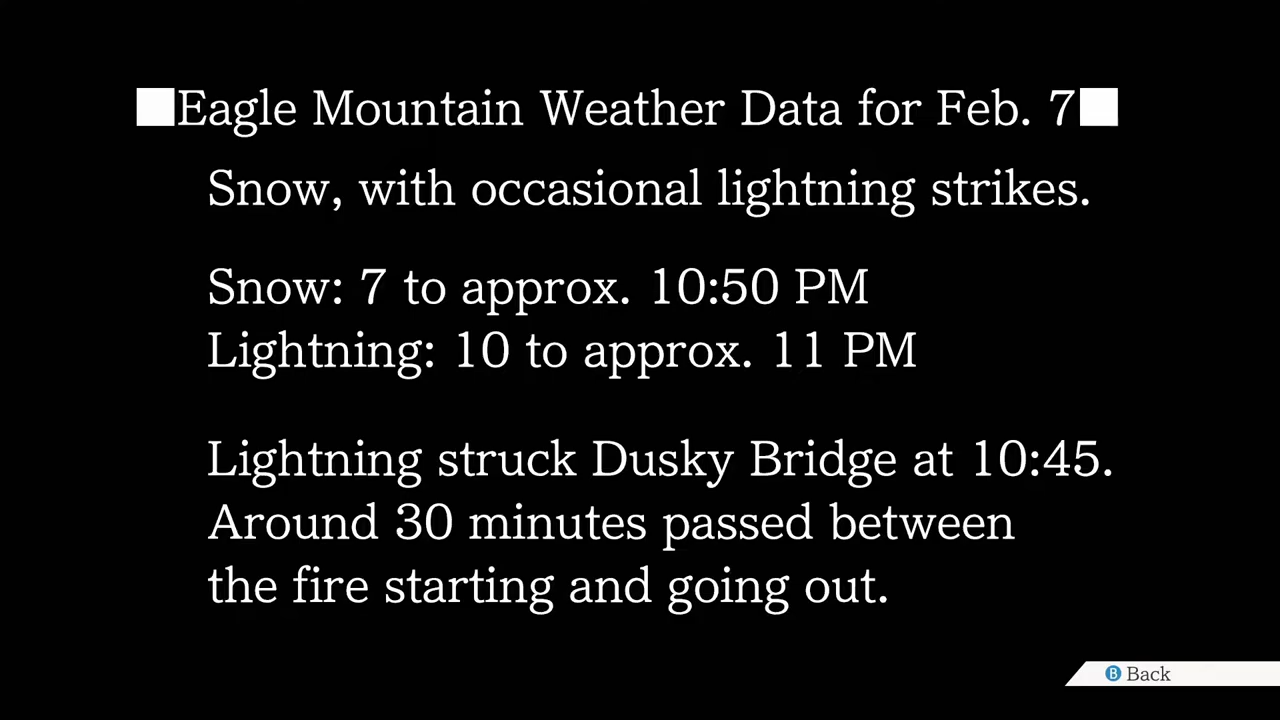 ■Eagle Mountain Weather Data for Feb. 7■
Snow, with occasional lightning strikes.
Snow: 7 to approx. 10:50 PM
Lightning: 10 to approx. 11 PM
Lightning struck Dusky Bridge at 10:45.
Around 30 minutes passed between
the fire starting and going out.
B Back